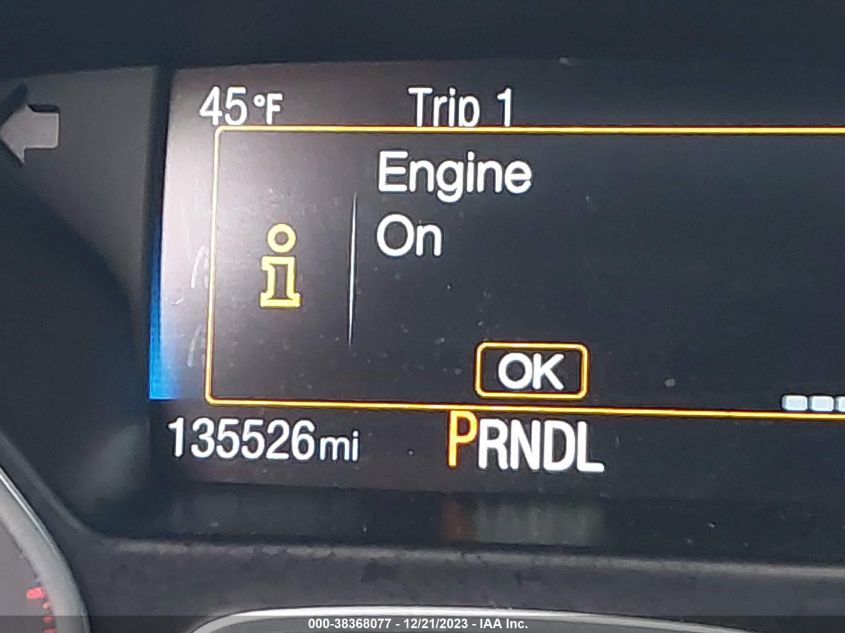 45°F Trip 1
Engine
On
i
OK
135526mi PRNDL
000-38368077 - 12/21/2023 - IAA Inc.